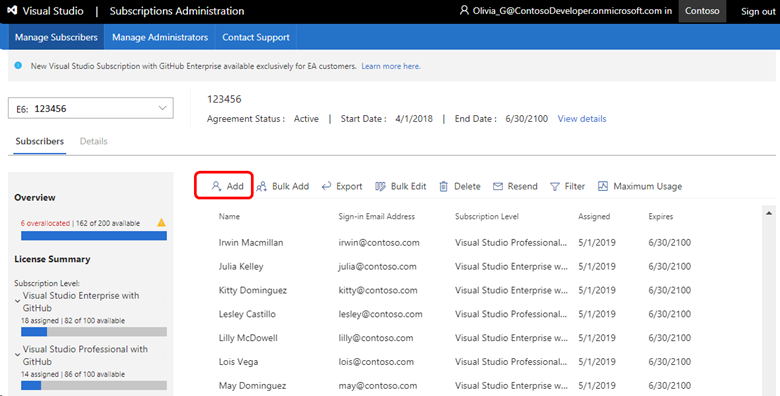 Visual Studio | Subscriptions Administration Olivia_G@ContosoDeveloper.onmicrosoft.com in Contoso Sign out
Manage Subscribers Manage Administrators Contact Support
New Visual Studio Subscription with GitHub Enterprise available exclusively for EA customers. Learn more here.
E6: 123456
123456
Agreement Status : Active | Start Date : 4/1/2018 | End Date : 6/30/2100 View details
Subscribers Details
Overview
6 overallocated | 162 of 200 available
License Summary
Subscription Level:
Visual Studio Enterprise with
GitHub
18 assigned | 82 of 100 available
Visual Studio Professional with
GitHub
14 assigned | 86 of 100 available
Add Bulk Add Export Bulk Edit Delete Resend Filter Maximum Usage
Name Sign-in Email Address Subscription Level Assigned Expires
Irwin Macmillan irwin@contoso.com Visual Studio Professional... 5/1/2019 6/30/2100
Julia Kelley julia@contoso.com Visual Studio Enterprise w... 5/1/2019 6/30/2100
Kitty Dominguez kitty@contoso.com Visual Studio Enterprise w... 5/1/2019 6/30/2100
Lesley Castillo lesley@contoso.com Visual Studio Professional... 5/1/2019 6/30/2100
Lilly McDowell lilly@contoso.com Visual Studio Enterprise w... 5/1/2019 6/30/2100
Lois Vega lois@contoso.com Visual Studio Professional... 5/1/2019 6/30/2100
May Dominguez may@contoso.com Visual Studio Enterprise w... 5/1/2019 6/30/2100